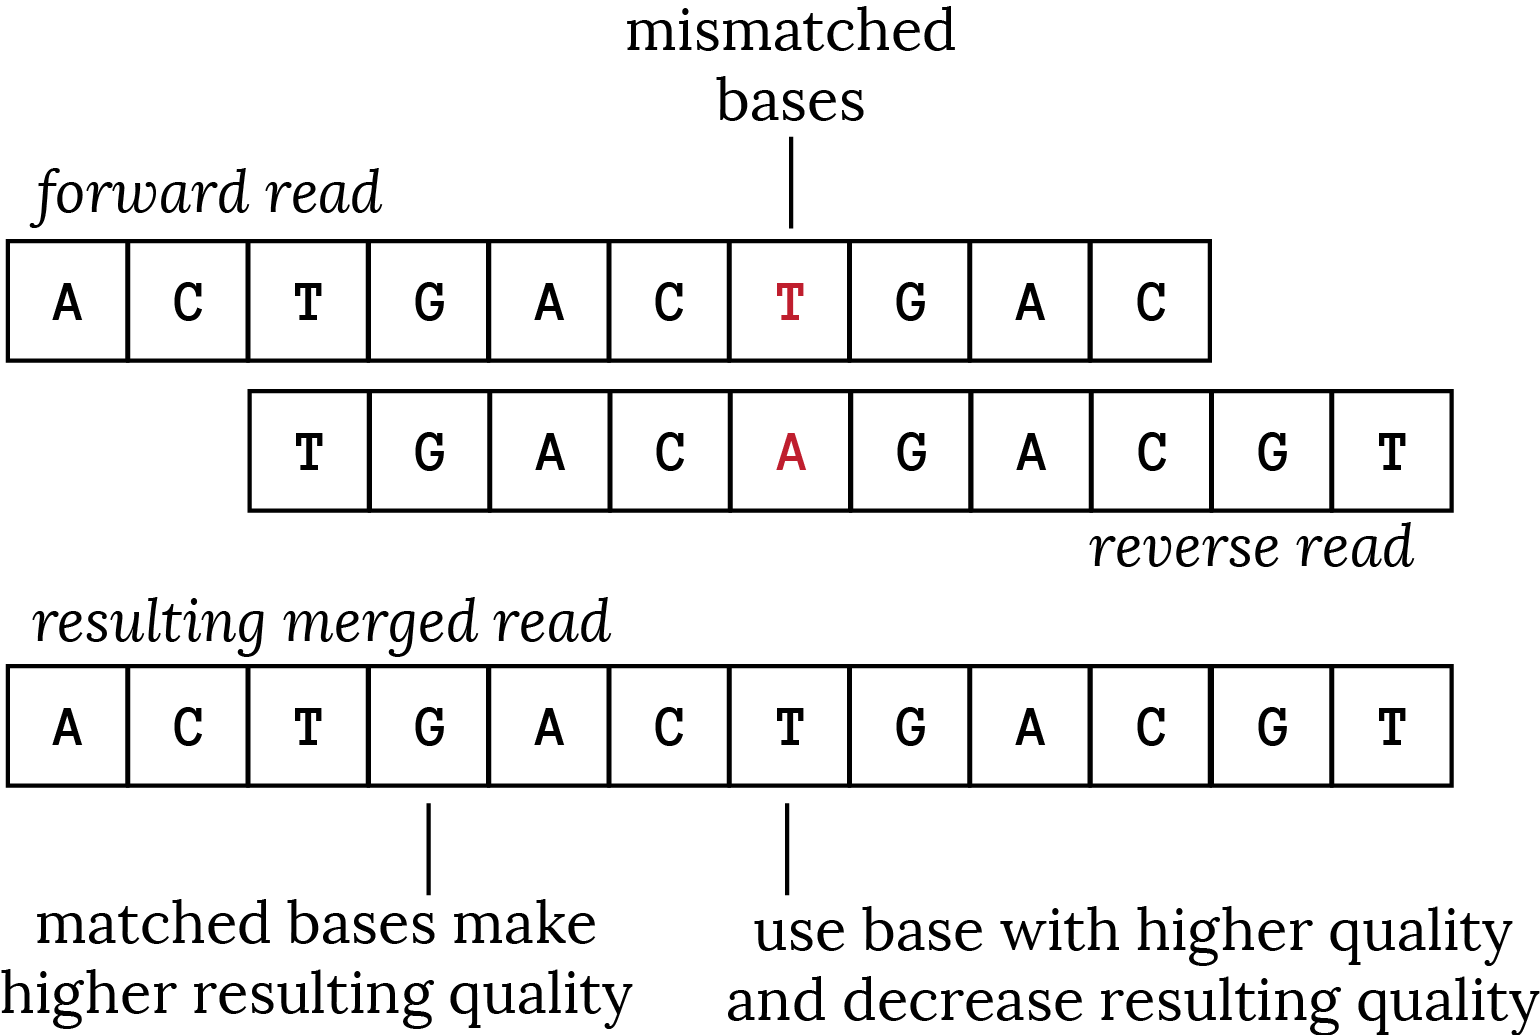 mismatched
bases
forward read
A C T G A C T G A C
T G A C A G A C G T
reverse read
resulting merged read
A C T G A C T G A C G T
matched bases make
higher resulting quality
use base with higher quality
and decrease resulting quality